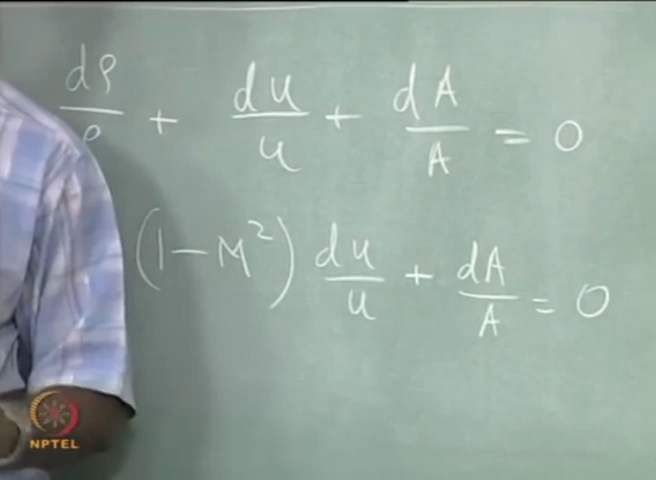 dρ/ρ + du/u + dA/A = 0
(1-M²) du/u + dA/A = 0
NPTEL